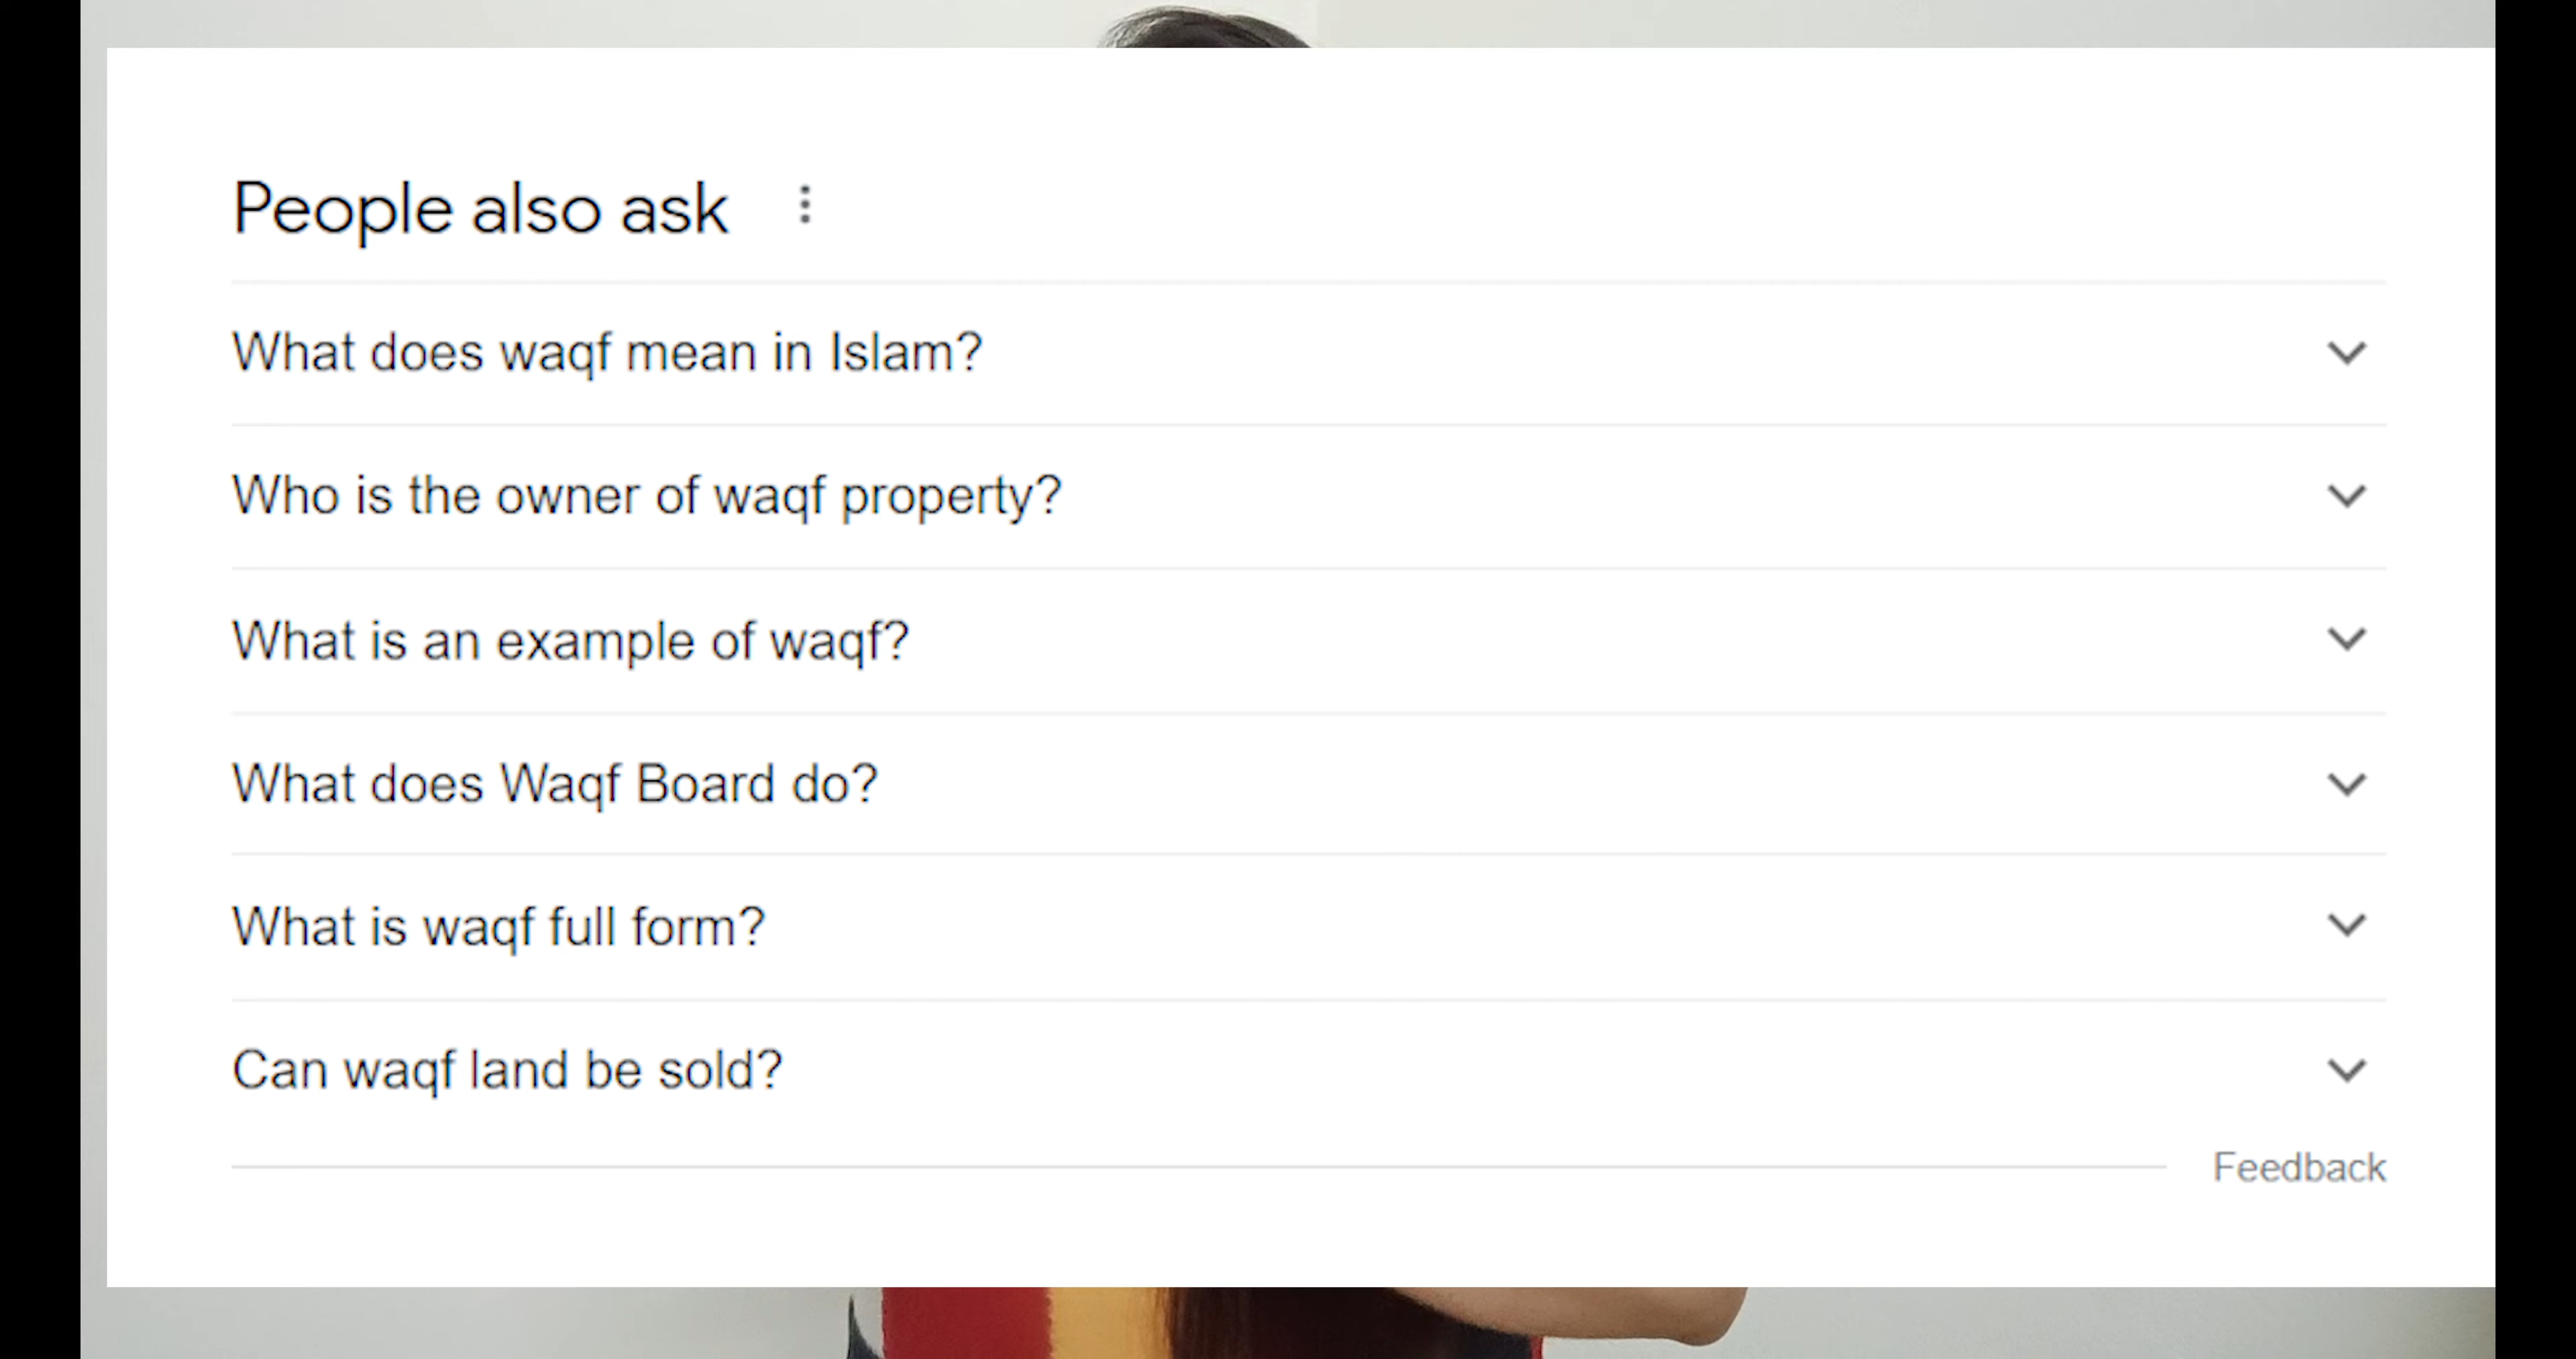 People also ask
What does waqf mean in Islam?
Who is the owner of waqf property?
What is an example of waqf?
What does Waqf Board do?
What is waqf full form?
Can waqf land be sold?
Feedback